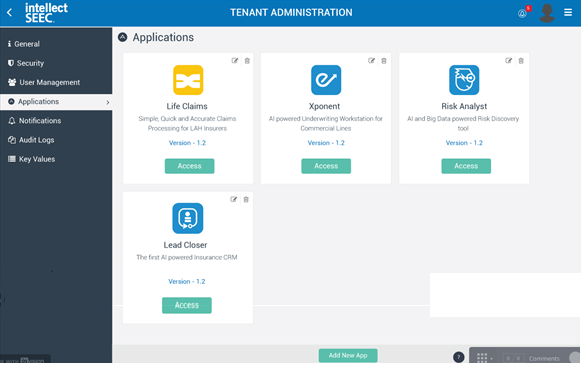 intellect
SEEC
TENANT ADMINISTRATION
5
General
Security
User Management
Applications
Notifications
Audit Logs
Key Values
Applications
Life Claims
Simple, Quick and Accurate Claims
Processing for LAH Insurers
Version - 1.2
Access
Xponent
AI powered Underwriting Workstation for
Commercial Lines
Version - 1.2
Access
Risk Analyst
AI and Big Data powered Risk Discovery
tool
Version - 1.2
Access
Lead Closer
The first AI powered Insurance CRM
Version - 1.2
Access
Add New App
?
Comments